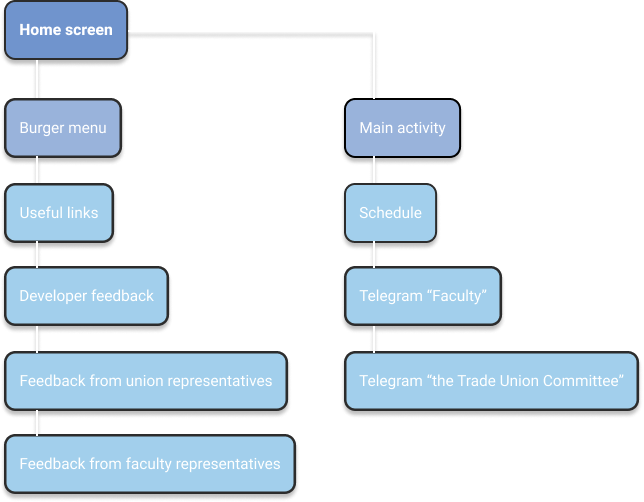 Home screen
Burger menu
Useful links
Developer feedback
Feedback from union representatives
Feedback from faculty representatives
Main activity
Schedule
Telegram “Faculty”
Telegram “the Trade Union Committee”